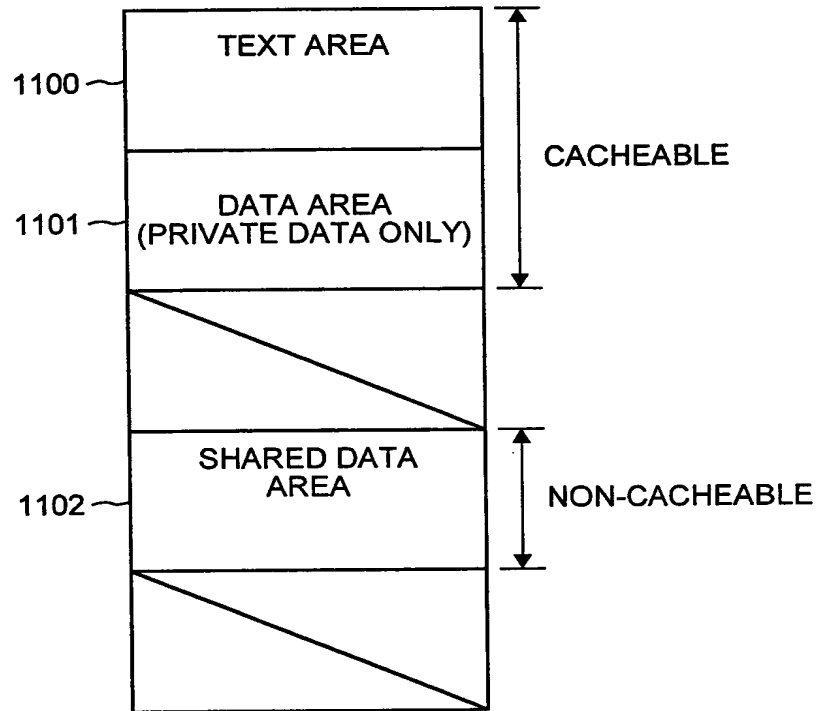 TEXT AREA
1100
CACHEABLE
1101
DATA AREA
(PRIVATE DATA ONLY)
SHARED DATA
AREA
1102
NON-CACHEABLE